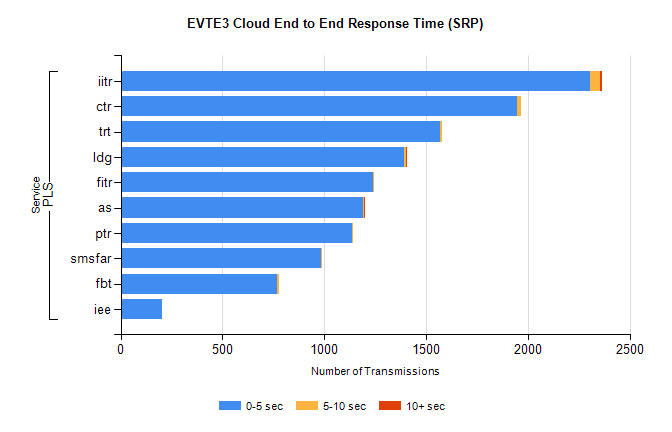 EVTE3 Cloud End to End Response Time (SRP)
Service
PLS
iitr
ctr
trt
ldg
fitr
as
ptr
smsfar
fbt
iee
0 500 1000 1500 2000 2500
Number of Transmissions
0-5 sec 5-10 sec 10+ sec